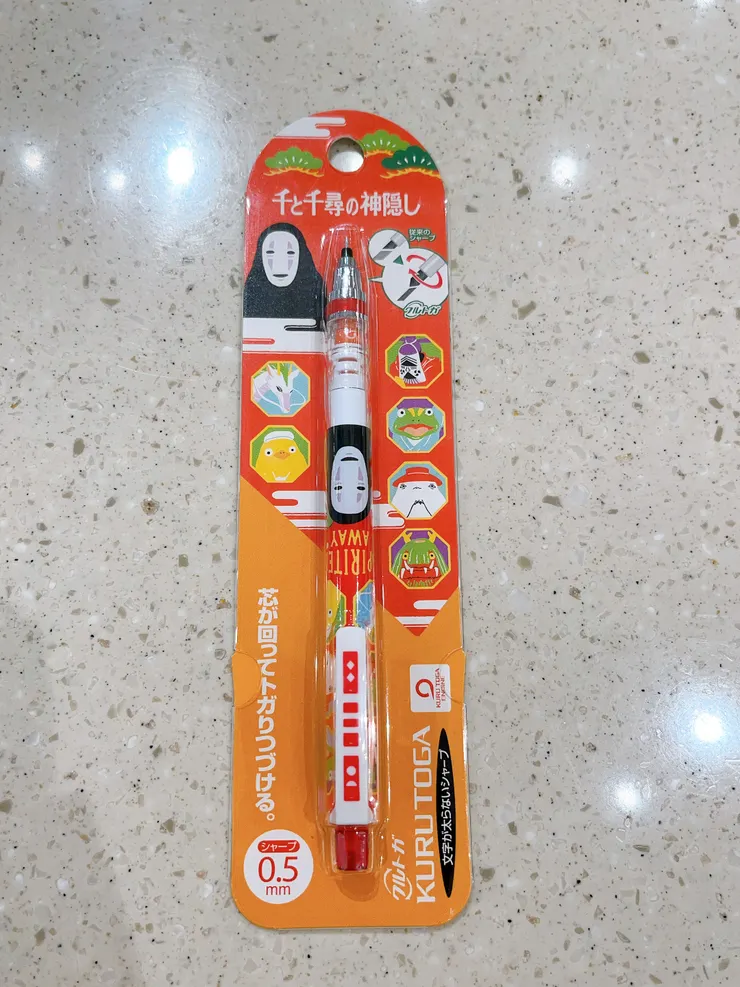 千と千尋の神隠し
従来の
シャープ
クルトガ
SPIRITED
AWAY
芯が回ってトガりつづける。
シャープ
0.5
mm
KURU TOGA
ENGINE
クルトガ
KURU TOGA
文字が太らないシャープ